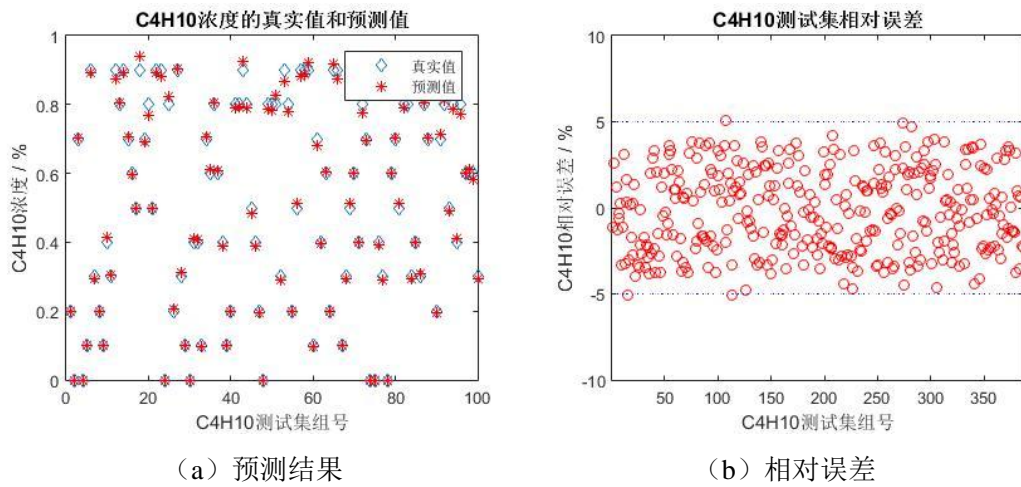 C4H10浓度的真实值和预测值
1
0.8
0.6
0.4
0.2
0
C4H10浓度 / %
真实值
预测值
0 20 40 60 80 100
C4H10测试集组号
(a) 预测结果
C4H10测试集相对误差
10
5
0
-5
-10
C4H10相对误差 / %
50 100 150 200 250 300 350
C4H10测试集组号
(b) 相对误差